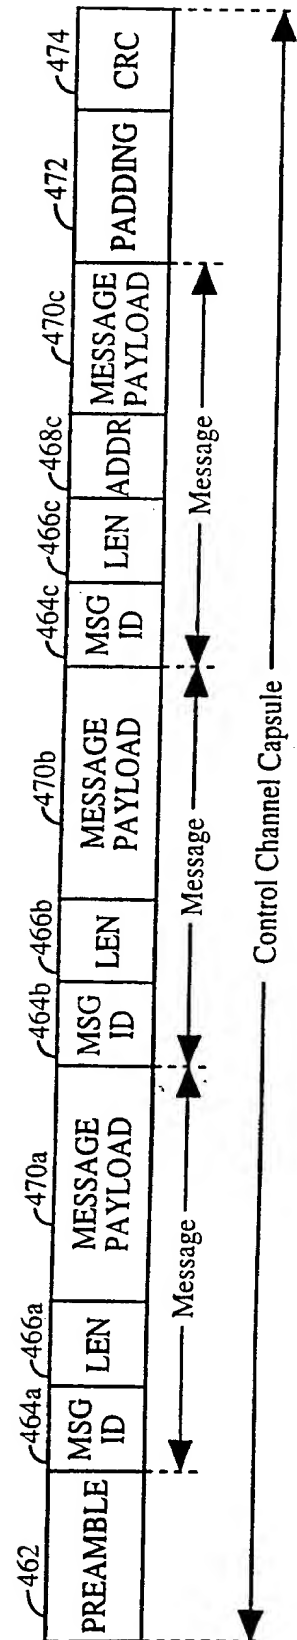 462
464a
466a
470a
464b
466b
470b
464c
466c
468c
470c
472
474
PREAMBLE
MSG
ID
LEN
MESSAGE
PAYLOAD
MSG
ID
LEN
MESSAGE
PAYLOAD
MSG
ID
LEN
ADDR
MESSAGE
PAYLOAD
PADDING
CRC
Message
Message
Message
Control Channel Capsule